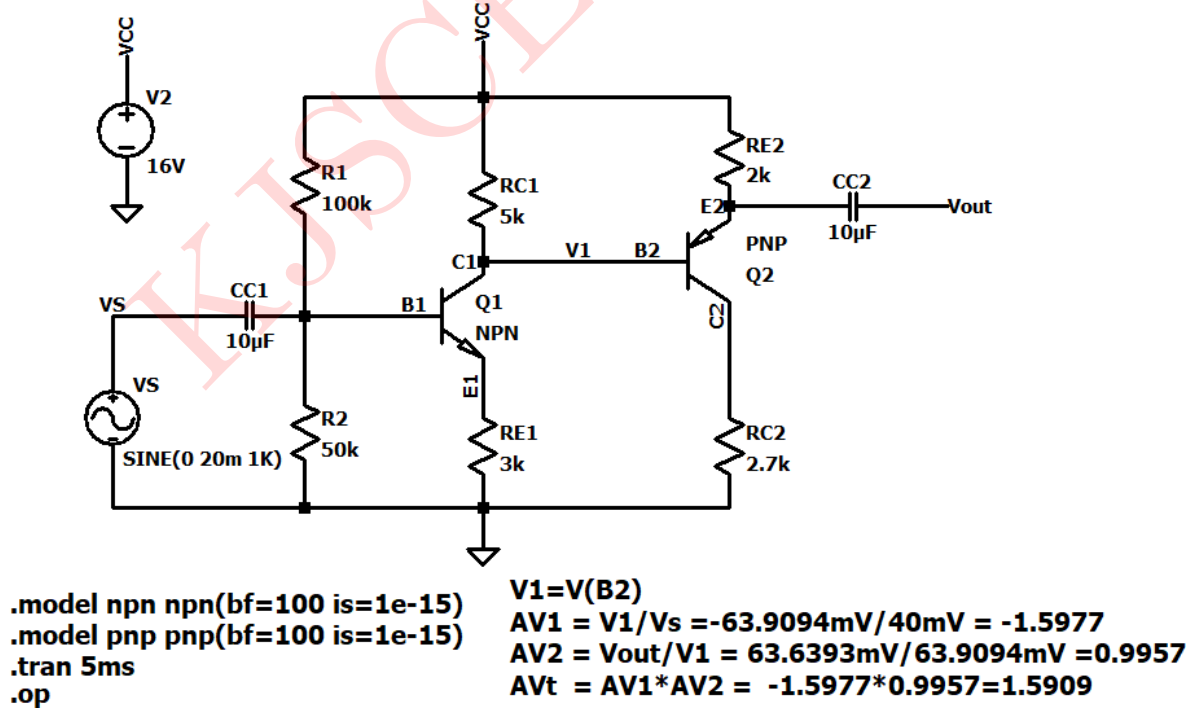 KJSCE
VCC
V2
16V
VCC
R1
100k
RC1
5k
RE2
2k
E2
CC2
10µF
Vout
PNP
Q2
C1
V1
B2
C2
VS
CC1
10µF
B1
Q1
NPN
E1
VS
SINE(0 20m 1K)
R2
50k
RE1
3k
RC2
2.7k
.model npn npn(bf=100 is=1e-15)
.model pnp pnp(bf=100 is=1e-15)
.tran 5ms
.op
V1=V(B2)
AV1 = V1/Vs =-63.9094mV/40mV = -1.5977
AV2 = Vout/V1 = 63.6393mV/63.9094mV =0.9957
AVt = AV1*AV2 = -1.5977*0.9957=1.5909